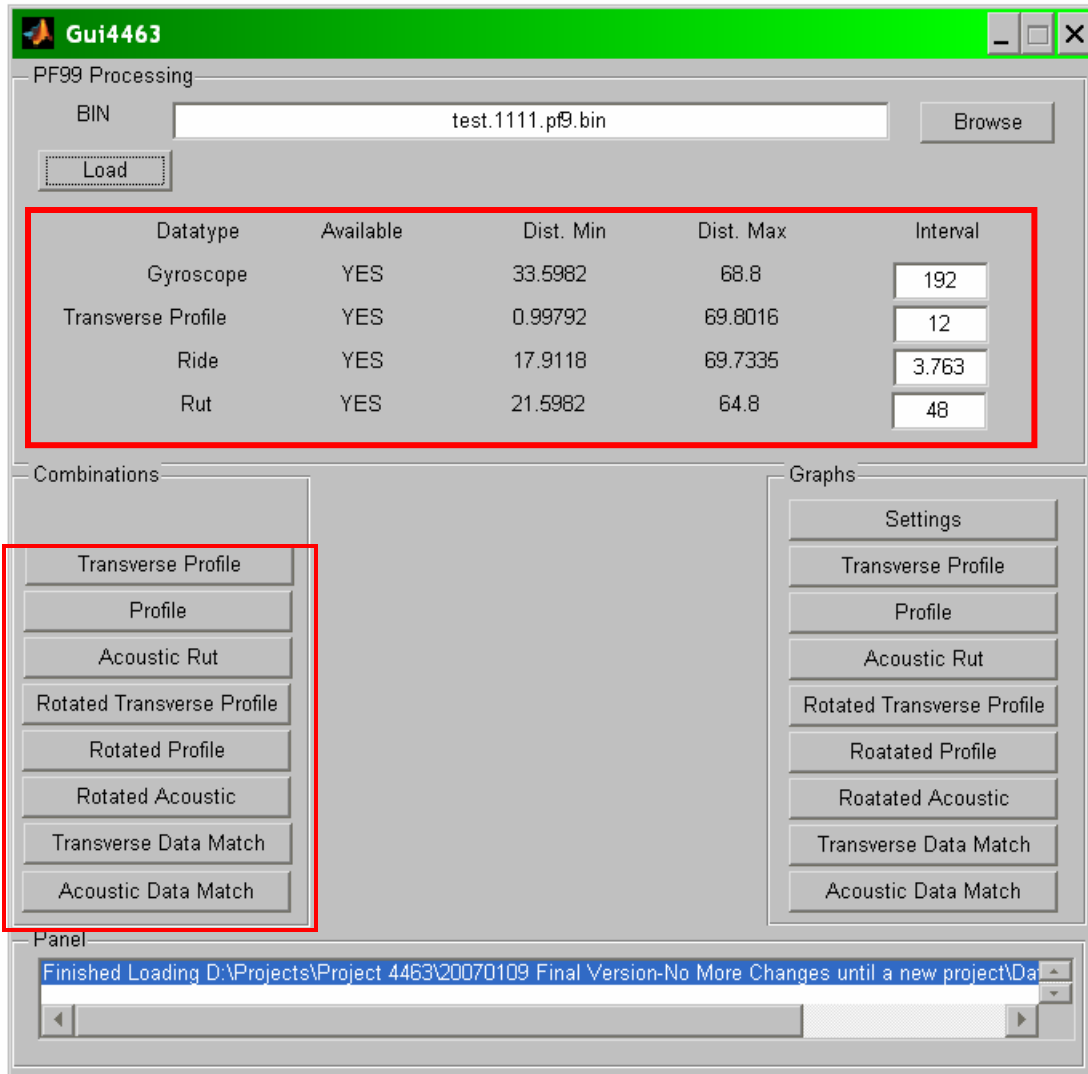 Gui4463
PF99 Processing
BIN test.1111.pf9.bin Browse
Load
Datatype Available Dist. Min Dist. Max Interval
Gyroscope YES 33.5982 68.8 192
Transverse Profile YES 0.99792 69.8016 12
Ride YES 17.9118 69.7335 3.763
Rut YES 21.5982 64.8 48
Combinations
Transverse Profile
Profile
Acoustic Rut
Rotated Transverse Profile
Rotated Profile
Rotated Acoustic
Transverse Data Match
Acoustic Data Match
Graphs
Settings
Transverse Profile
Profile
Acoustic Rut
Rotated Transverse Profile
Roatated Profile
Roatated Acoustic
Transverse Data Match
Acoustic Data Match
Panel
Finished Loading D:\Projects\Project 4463\20070109 Final Version-No More Changes until a new project\Da